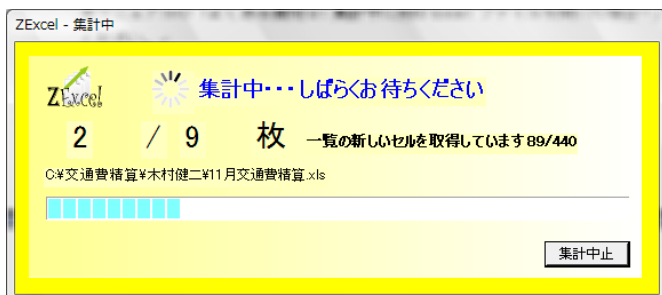 ZExcel - 集計中
ZExcel
集計中・・・しばらくお待ちください
2 / 9 枚 一覧の新しいセルを取得しています 89/440
C:¥交通費精算¥木村健二¥11月交通費精算.xls
集計中止